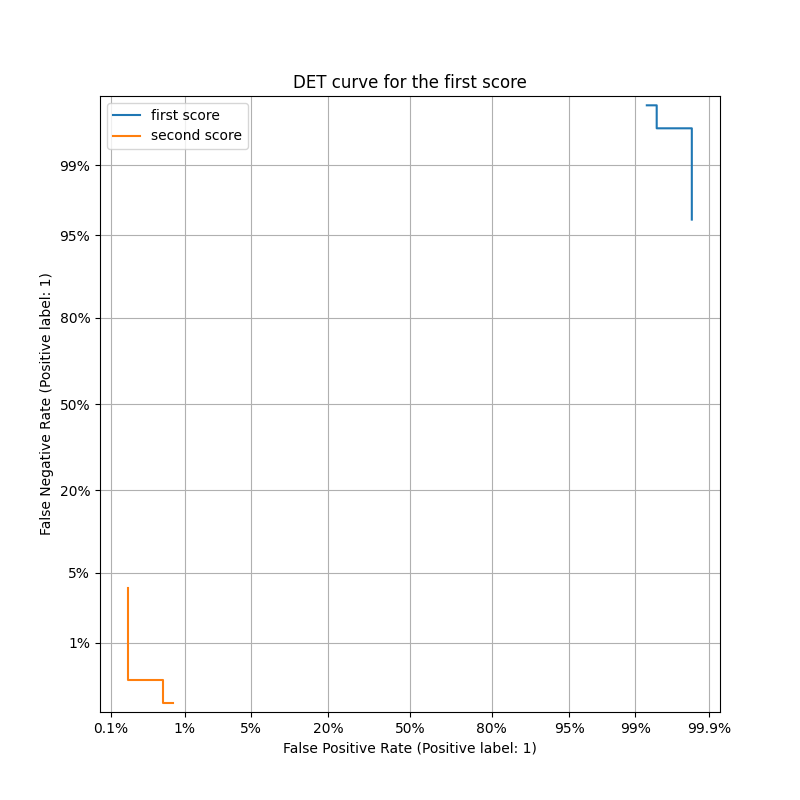 DET curve for the first score
first score
second score
99%
95%
80%
50%
20%
5%
1%
False Negative Rate (Positive label: 1)
0.1% 1% 5% 20% 50% 80% 95% 99% 99.9%
False Positive Rate (Positive label: 1)